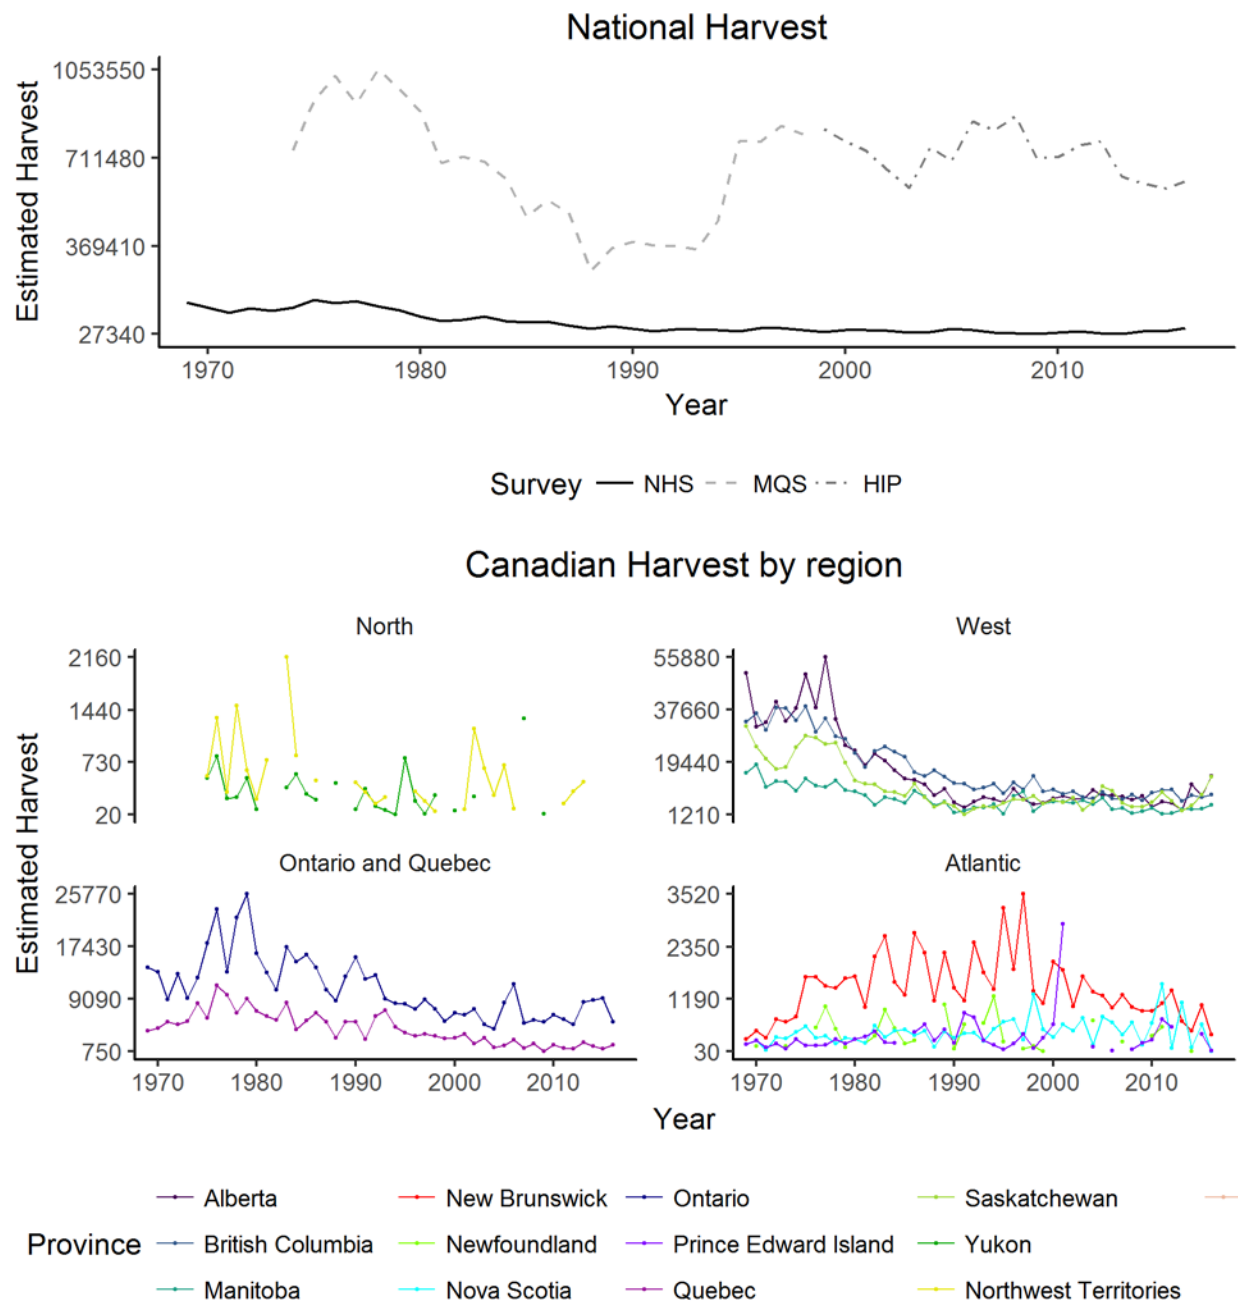 National Harvest
Estimated Harvest
1053550
711480
369410
27340
1970 1980 1990 2000 2010
Year
Survey NHS MQS HIP
Canadian Harvest by region
North West
Estimated Harvest
2160
1440
730
20
55880
37660
19440
1210
Ontario and Quebec Atlantic
25770
17430
9090
750
3520
2350
1190
30
1970 1980 1990 2000 2010 1970 1980 1990 2000 2010
Year
Province
Alberta New Brunswick Ontario Saskatchewan
British Columbia Newfoundland Prince Edward Island Yukon
Manitoba Nova Scotia Quebec Northwest Territories